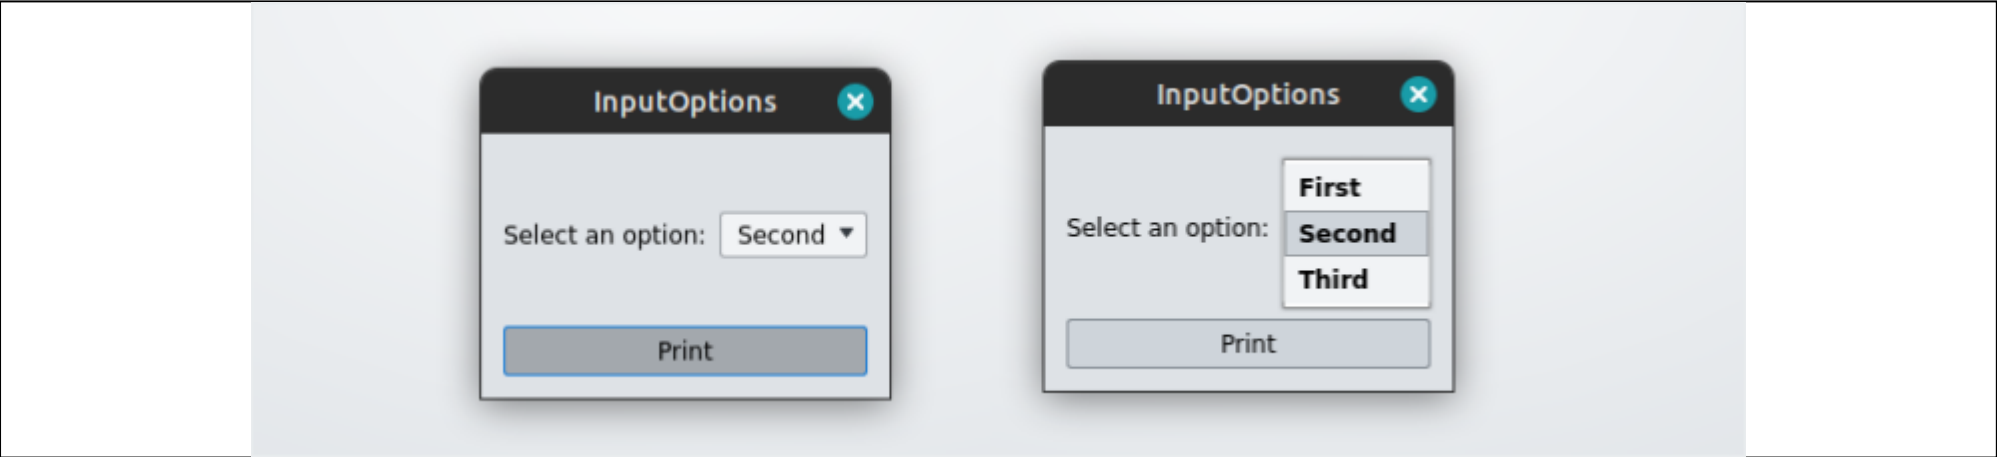 InputOptions
Select an option: Second
Print
InputOptions
First
Select an option: Second
Third
Print